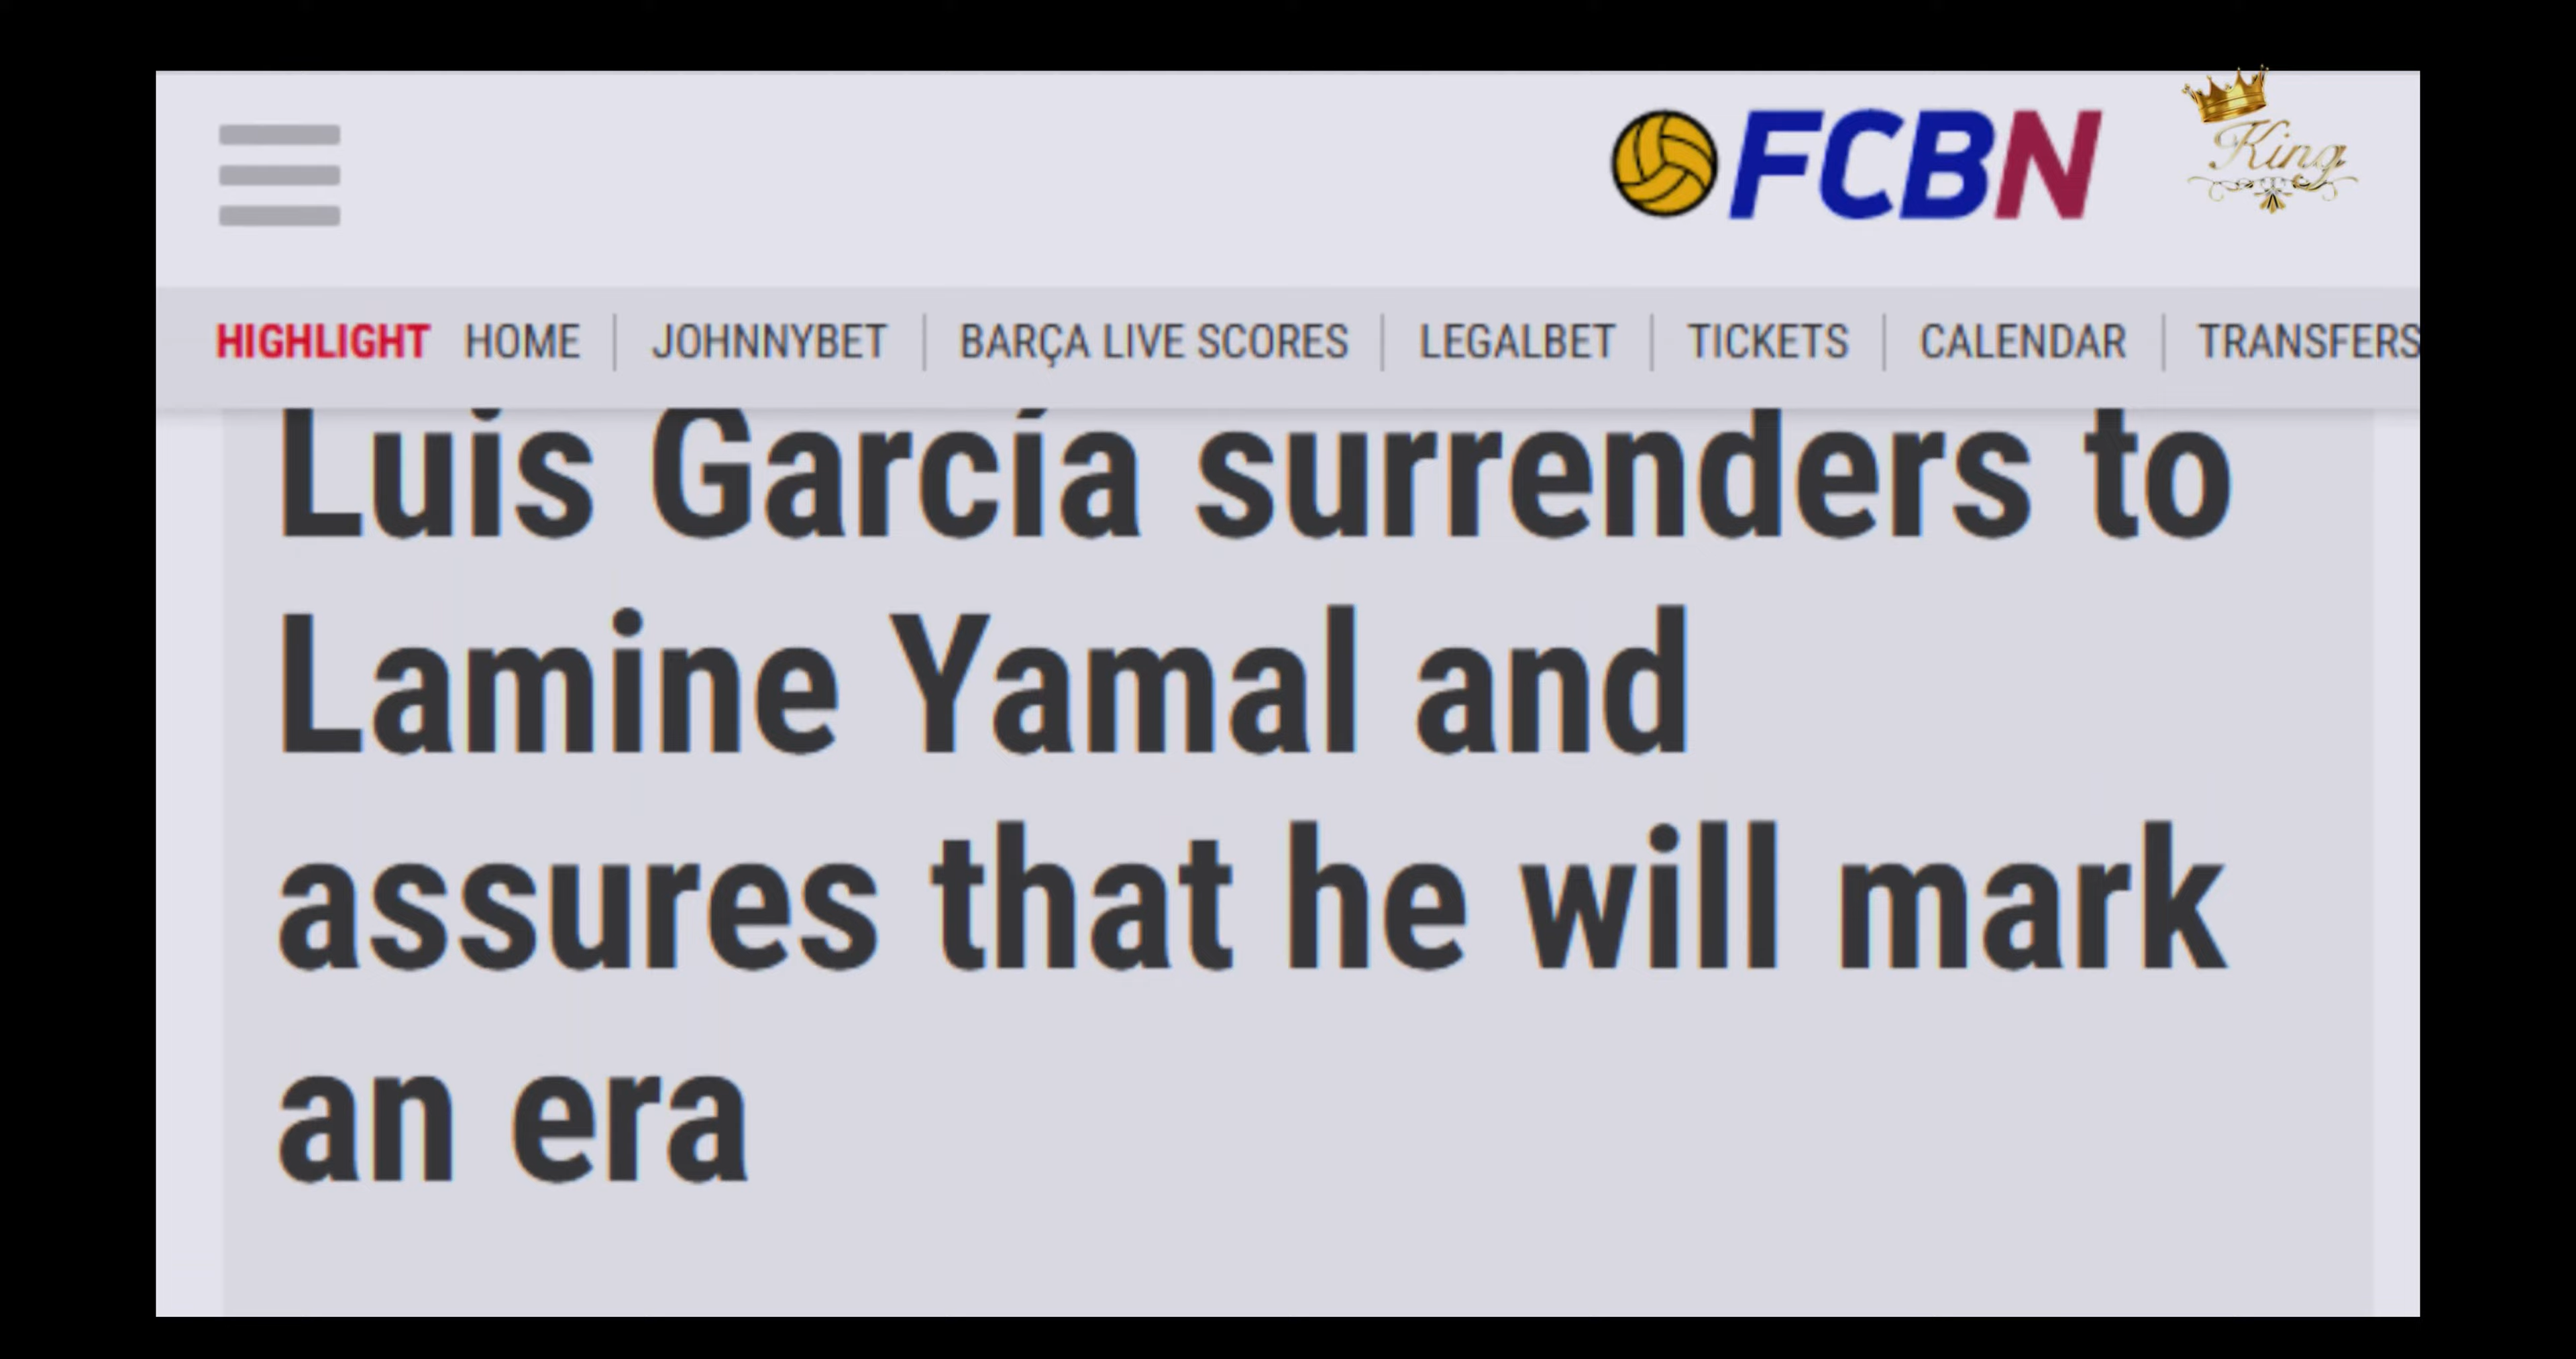 FCBN
King
HIGHLIGHT HOME JOHNNYBET BARÇA LIVE SCORES LEGALBET TICKETS CALENDAR TRANSFERS
Luis García surrenders to
Lamine Yamal and
assures that he will mark
an era